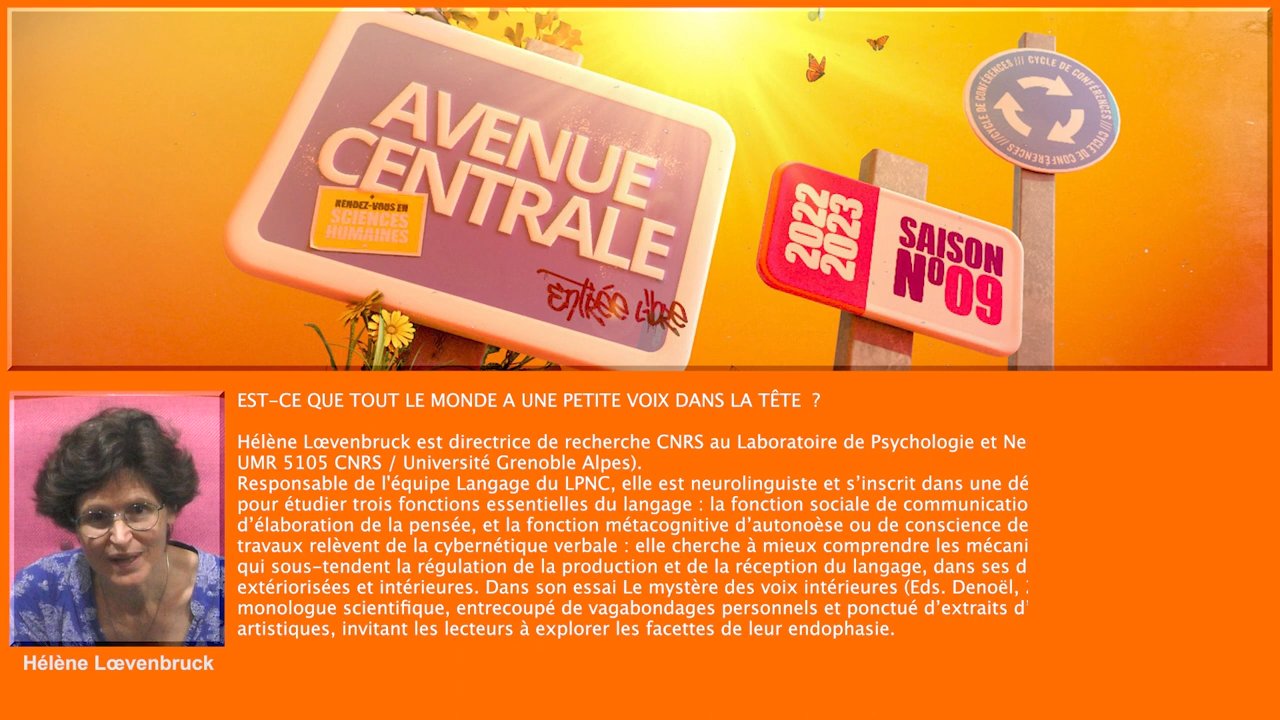 AVENUE
CENTRALE
RENDEZ-VOUS EN
SCIENCES
HUMAINES
ENTRÉE LIBRE
2022
2023
SAISON
Nº09
CYCLE DE CONFÉRENCES /// CYCLE DE CONFÉRENCES /// CYCLE DE CONFÉRENCES ///
EST-CE QUE TOUT LE MONDE A UNE PETITE VOIX DANS LA TÊTE ?
Hélène Lœvenbruck est directrice de recherche CNRS au Laboratoire de Psychologie et Ne
UMR 5105 CNRS / Université Grenoble Alpes).
Responsable de l'équipe Langage du LPNC, elle est neurolinguiste et s’inscrit dans une dé
pour étudier trois fonctions essentielles du langage : la fonction sociale de communicatio
d’élaboration de la pensée, et la fonction métacognitive d’autonoèse ou de conscience de
travaux relèvent de la cybernétique verbale : elle cherche à mieux comprendre les mécani
qui sous-tendent la régulation de la production et de la réception du langage, dans ses d
extériorisées et intérieures. Dans son essai Le mystère des voix intérieures (Eds. Denoël,
monologue scientifique, entrecoupé de vagabondages personnels et ponctué d’extraits d'
artistiques, invitant les lecteurs à explorer les facettes de leur endophasie.
Hélène Lœvenbruck